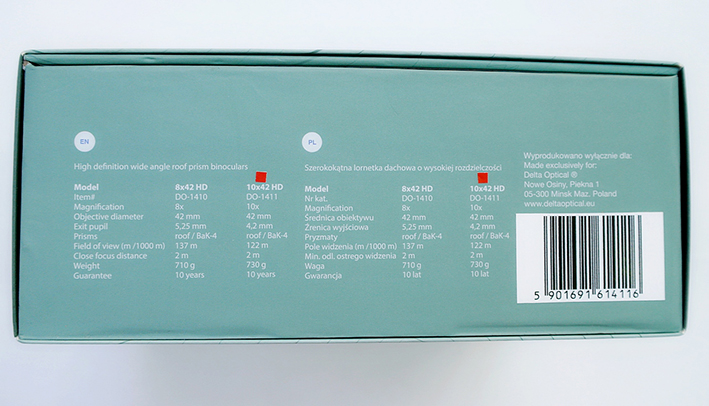 EN
High definition wide angle roof prism binoculars
Model 8x42 HD 10x42 HD
Item# DO-1410 DO-1411
Magnification 8x 10x
Objective diameter 42 mm 42 mm
Exit pupil 5,25 mm 4,2 mm
Prisms roof / BaK-4 roof / BaK-4
Field of view (m /1000 m) 137 m 122 m
Close focus distance 2 m 2 m
Weight 710 g 730 g
Guarantee 10 years 10 years
PL
Szerokokątna lornetka dachowa o wysokiej rozdzielczości
Model 8x42 HD 10x42 HD
Nr kat. DO-1410 DO-1411
Magnification 8x 10x
Średnica obiektywu 42 mm 42 mm
Źrenica wyjściowa 5,25 mm 4,2 mm
Pryzmaty roof / BaK-4 roof / BaK-4
Pole widzenia (m /1000 m) 137 m 122 m
Min. odl. ostrego widzenia 2 m 2 m
Waga 710 g 730 g
Gwarancja 10 lat 10 lat
Wyprodukowano wyłącznie dla:
Made exclusively for:
Delta Optical ®
Nowe Osiny, Piękna 1
05-300 Minsk Maz. Poland
www.deltaoptical.eu
5 901691 614116